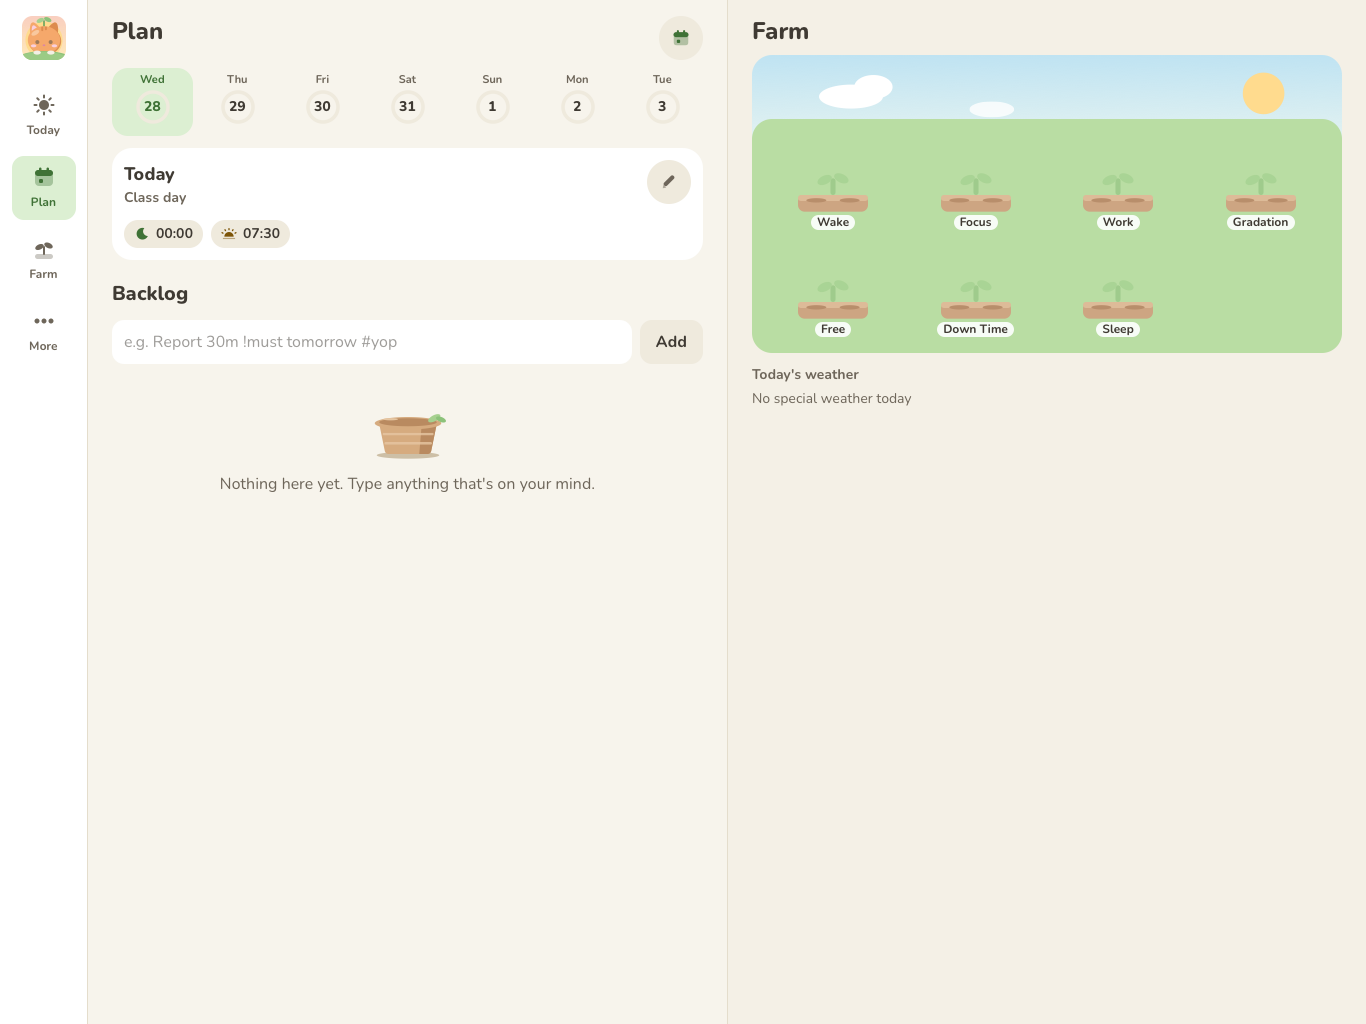 Today
Plan
Farm
More
Plan
Wed Thu Fri Sat Sun Mon Tue
28 29 30 31 1 2 3
Today
Class day
00:00 07:30
Backlog
e.g. Report 30m !must tomorrow #yop
Add
Nothing here yet. Type anything that's on your mind.
Farm
Wake Focus Work Gradation
Free Down Time Sleep
Today's weather
No special weather today